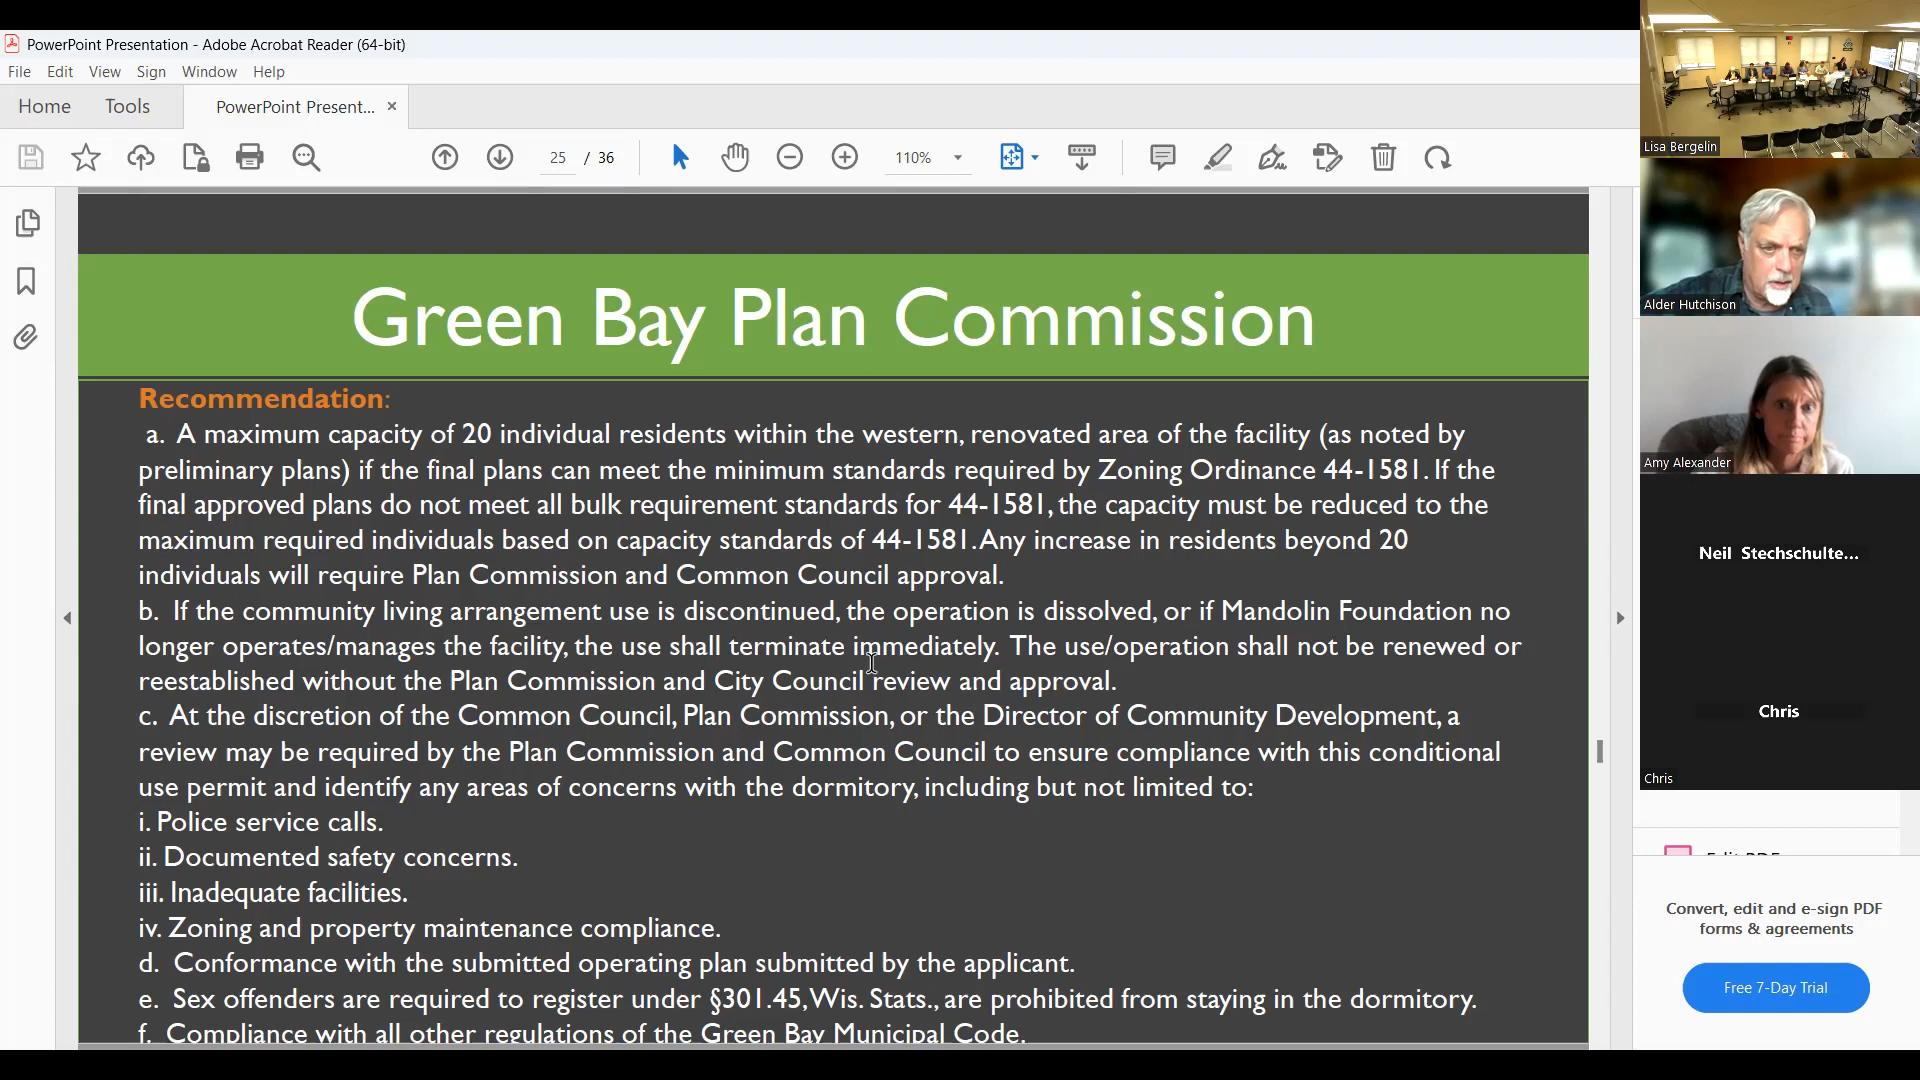 PowerPoint Presentation - Adobe Acrobat Reader (64-bit)
File Edit View Sign Window Help
Home Tools PowerPoint Present... ×
25 / 36 110%
Green Bay Plan Commission
Recommendation:
a. A maximum capacity of 20 individual residents within the western, renovated area of the facility (as noted by
preliminary plans) if the final plans can meet the minimum standards required by Zoning Ordinance 44-1581. If the
final approved plans do not meet all bulk requirement standards for 44-1581, the capacity must be reduced to the
maximum required individuals based on capacity standards of 44-1581. Any increase in residents beyond 20
individuals will require Plan Commission and Common Council approval.
b. If the community living arrangement use is discontinued, the operation is dissolved, or if Mandolin Foundation no
longer operates/manages the facility, the use shall terminate immediately. The use/operation shall not be renewed or
reestablished without the Plan Commission and City Council review and approval.
c. At the discretion of the Common Council, Plan Commission, or the Director of Community Development, a
review may be required by the Plan Commission and Common Council to ensure compliance with this conditional
use permit and identify any areas of concerns with the dormitory, including but not limited to:
i. Police service calls.
ii. Documented safety concerns.
iii. Inadequate facilities.
iv. Zoning and property maintenance compliance.
d. Conformance with the submitted operating plan submitted by the applicant.
e. Sex offenders are required to register under §301.45, Wis. Stats., are prohibited from staying in the dormitory.
f. Compliance with all other regulations of the Green Bay Municipal Code.
Lisa Bergelin
Alder Hutchison
Amy Alexander
Neil Stechschulte...
Chris
Chris
Edit PDF
Convert, edit and e-sign PDF
forms & agreements
Free 7-Day Trial